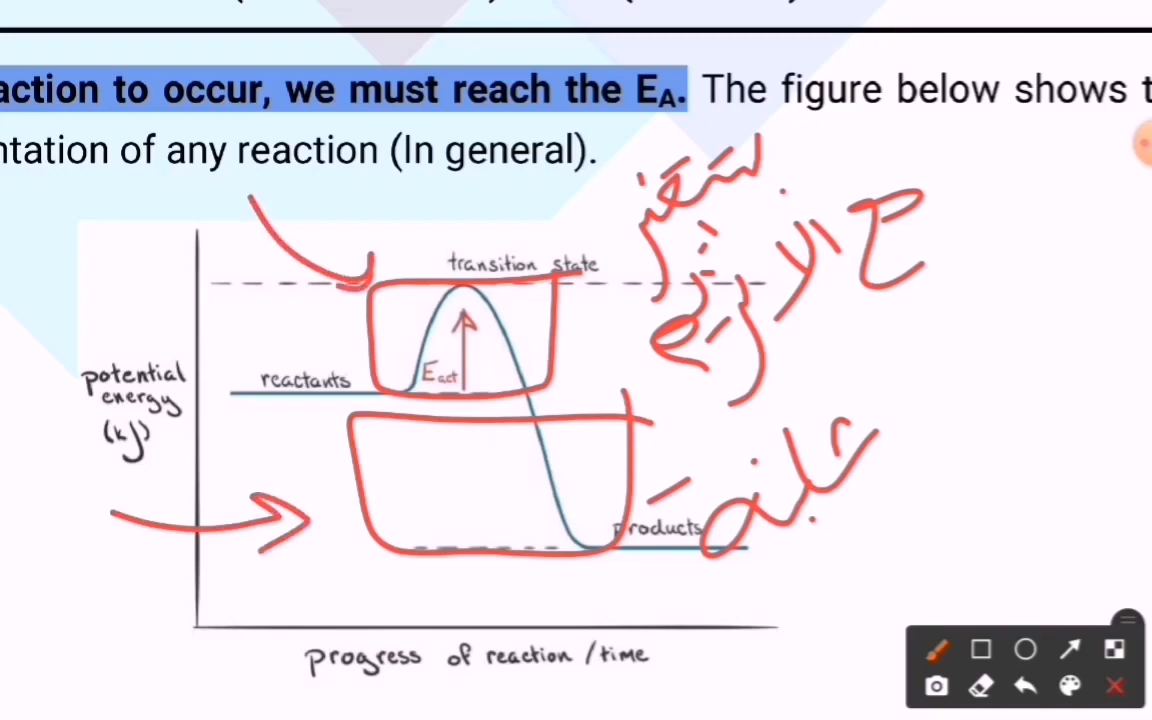 action to occur, we must reach the EA. The figure below shows t
ntation of any reaction (In general).
transition state
reactants
Eact
potential
energy
(kJ)
products
progress of reaction / time